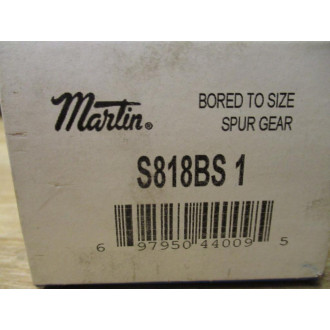 Martin®
BORED TO SIZE
SPUR GEAR
S818BS 1
6 97950 44009 5